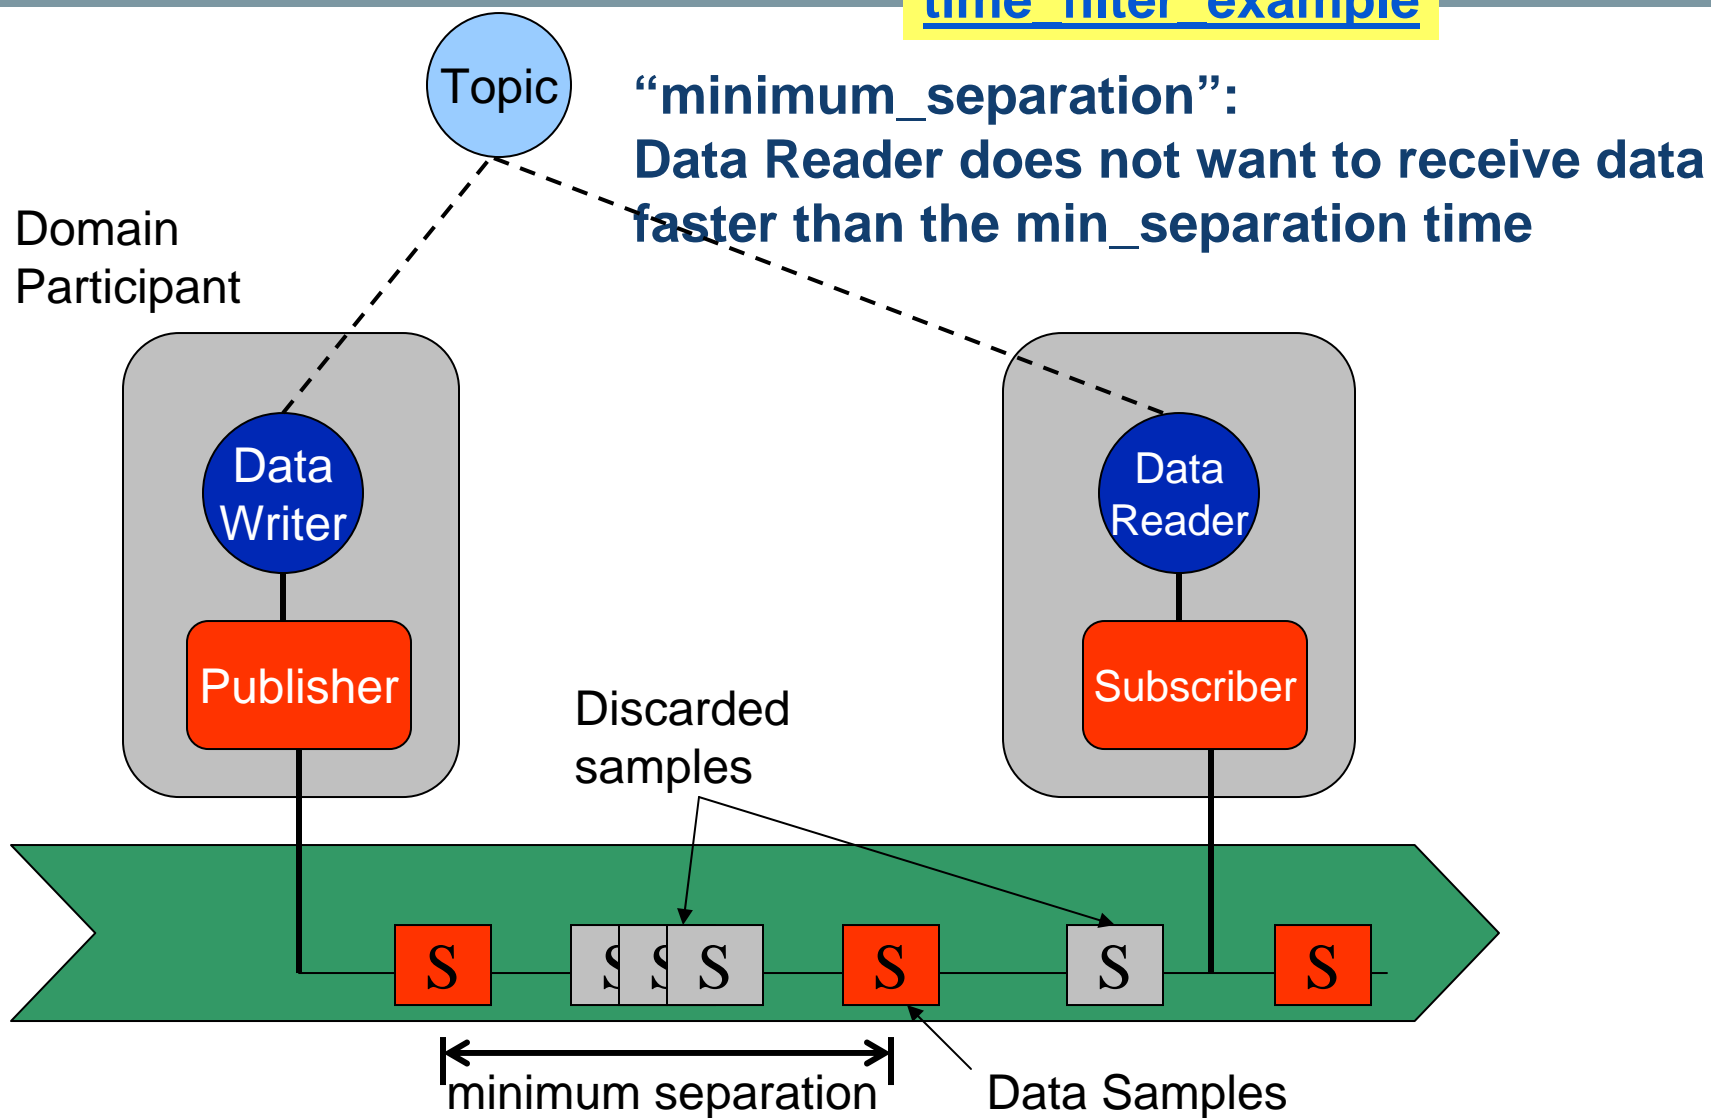 time_filter_example
Topic
“minimum_separation”:
Data Reader does not want to receive data
faster than the min_separation time
Domain
Participant
Data
Writer
Data
Reader
Publisher
Subscriber
Discarded
samples
S
S
S
S
S
S
S
minimum separation
Data Samples